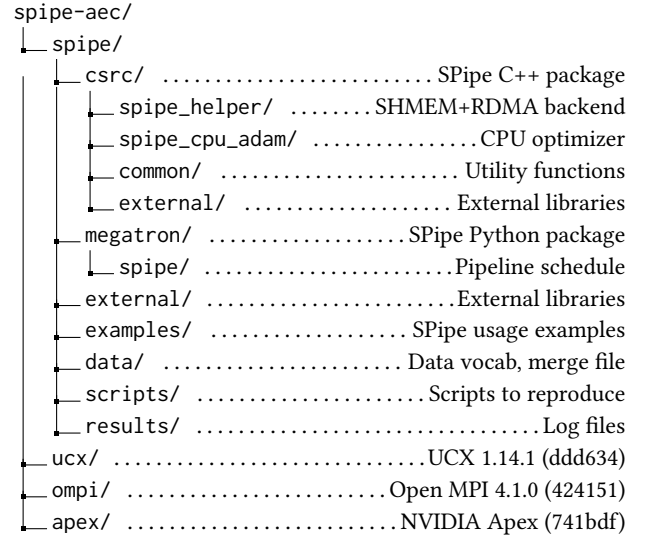 spipe-aec/
spipe/
csrc/ ........................ SPipe C++ package
spipe_helper/ ........ SHMEM+RDMA backend
spipe_cpu_adam/ ................ CPU optimizer
common/ ....................... Utility functions
external/ .................... External libraries
megatron/ .................. SPipe Python package
spipe/ ........................ Pipeline schedule
external/ ........................ External libraries
examples/ .................. SPipe usage examples
data/ ...................... Data vocab, merge file
scripts/ ...................... Scripts to reproduce
results/ .............................. Log files
ucx/ .............................. UCX 1.14.1 (ddd634)
ompi/ ........................ Open MPI 4.1.0 (424151)
apex/ .......................... NVIDIA Apex (741bdf)